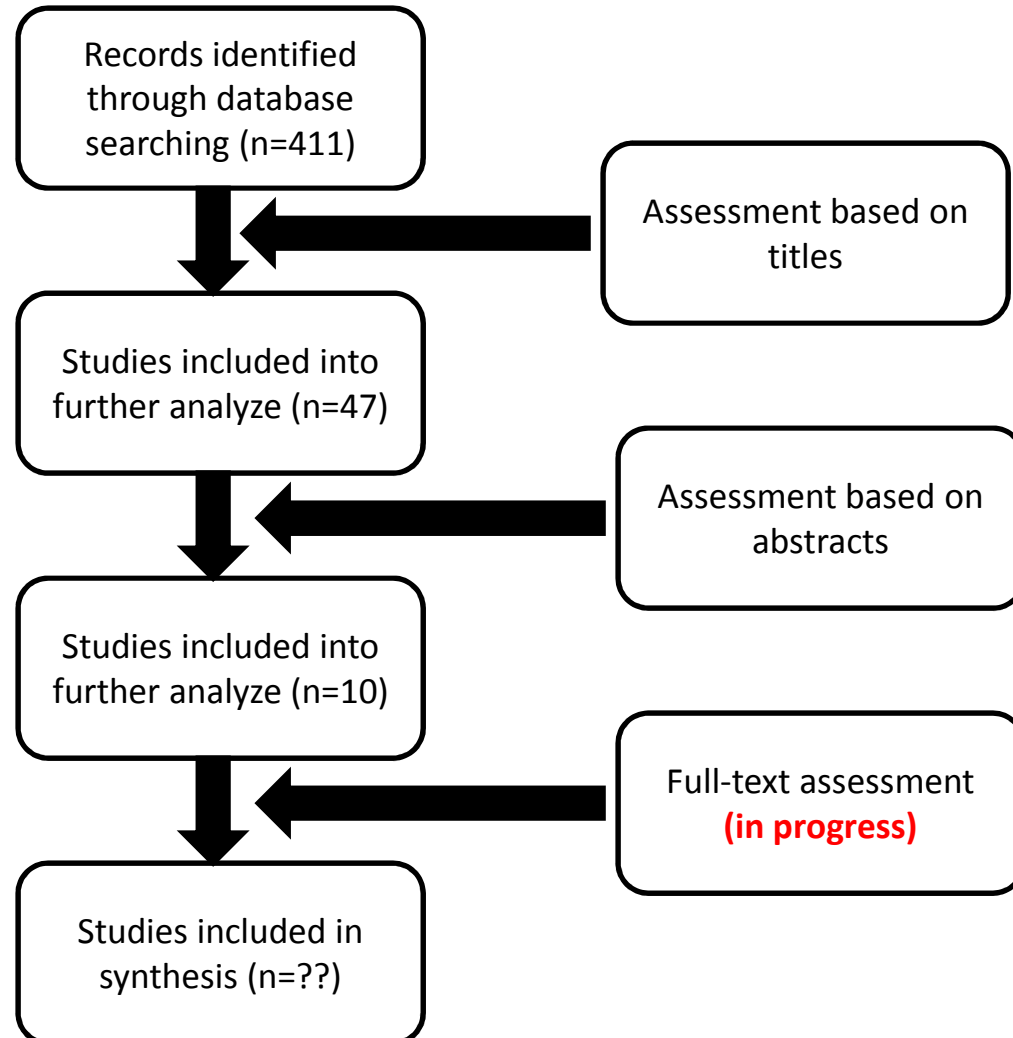 Records identified
through database
searching (n=411)
Assessment based on
titles
Studies included into
further analyze (n=47)
Assessment based on
abstracts
Studies included into
further analyze (n=10)
Full-text assessment
(in progress)
Studies included in
synthesis (n=??)